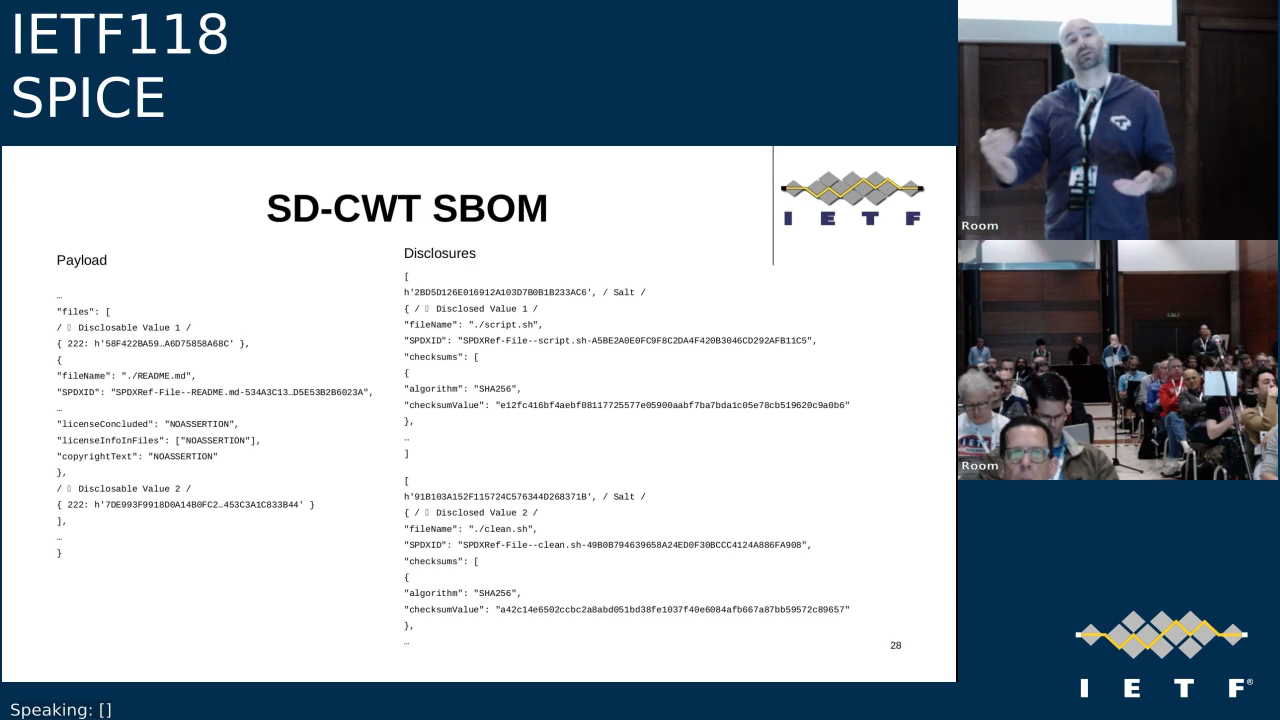 IETF118
SPICE
SD-CWT SBOM
I E T F
Payload
…
"files": [
/ Disclosable Value 1 /
{ 222: h'58F422BA59…A6D75858A68C' },
{
"fileName": "./README.md",
"SPDXID": "SPDXRef-File--README.md-534A3C13…D5E53B2B6023A",
…
"licenseConcluded": "NOASSERTION",
"licenseInfoInFiles": ["NOASSERTION"],
"copyrightText": "NOASSERTION"
},
/ Disclosable Value 2 /
{ 222: h'7DE993F9918D0A14B0FC2…453C3A1C833B44' }
],
…
}
Disclosures
[
h'2BD5D126E016912A103D7B0B1B233AC6', / Salt /
{ / Disclosed Value 1 /
"fileName": "./script.sh",
"SPDXID": "SPDXRef-File--script.sh-A5BE2A0E0FC9F8C2DA4F420B3046CD292AFB11C5",
"checksums": [
{
"algorithm": "SHA256",
"checksumValue": "e12fc416bf4aebf08117725577e05900aabf7ba7bda1c05e78cb519620c9a0b6"
},
…
]
[
h'91B103A152F115724C576344D268371B', / Salt /
{ / Disclosed Value 2 /
"fileName": "./clean.sh",
"SPDXID": "SPDXRef-File--clean.sh-49B0B794639658A24ED0F30BCCC4124A886FA908",
"checksums": [
{
"algorithm": "SHA256",
"checksumValue": "a42c14e6502ccbc2a8abd051bd38fe1037f40e6084afb667a87bb59572c89657"
},
…
28
Room
Room
I E T F®
Speaking: []